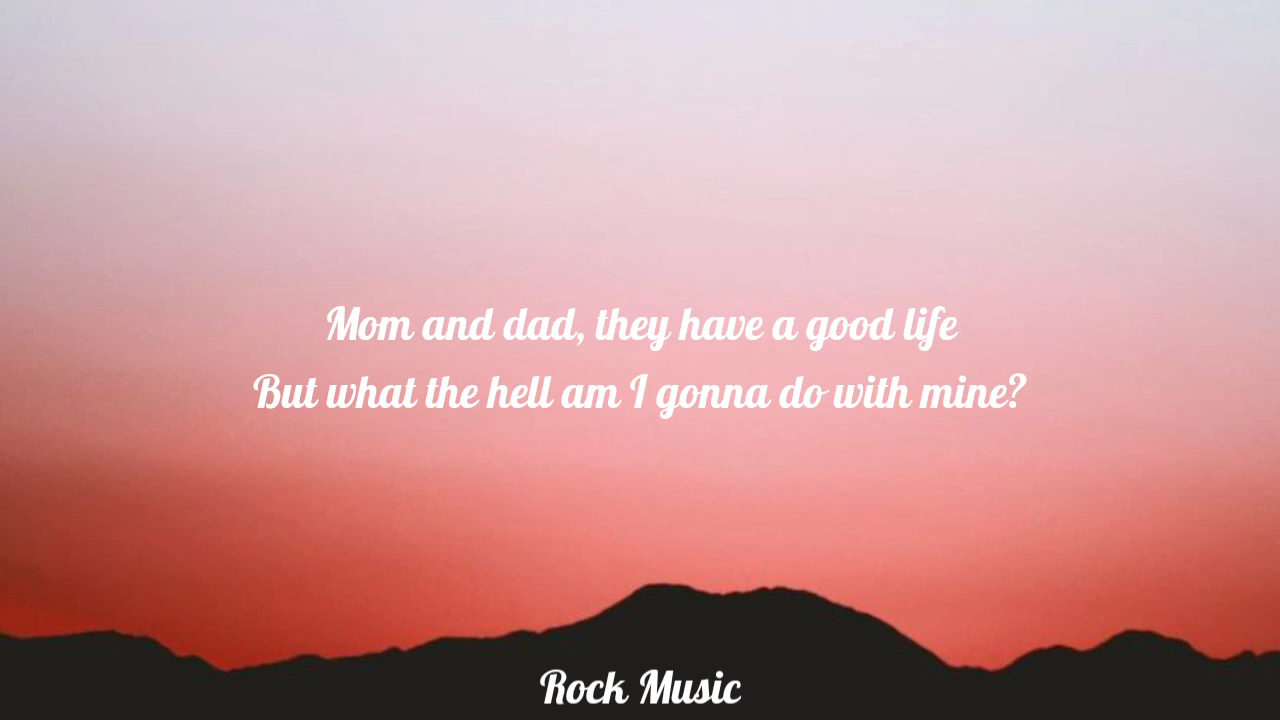 Mom and dad, they have a good life
But what the hell am I gonna do with mine?
Rock Music